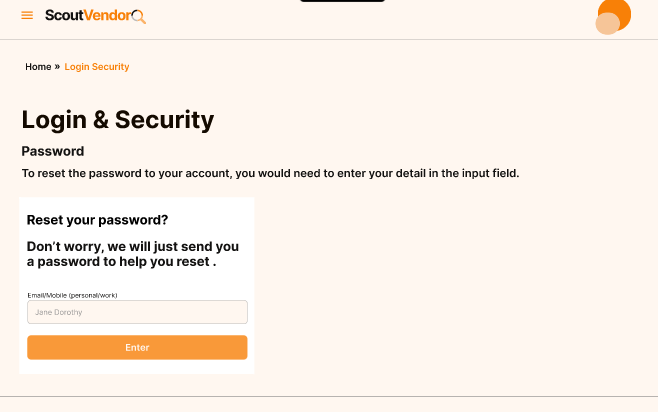 ScoutVendor
Home » Login Security
Login & Security
Password
To reset the password to your account, you would need to enter your detail in the input field.
Reset your password?
Don't worry, we will just send you
a password to help you reset .
Email/Mobile (personal/work)
Jane Dorothy
Enter